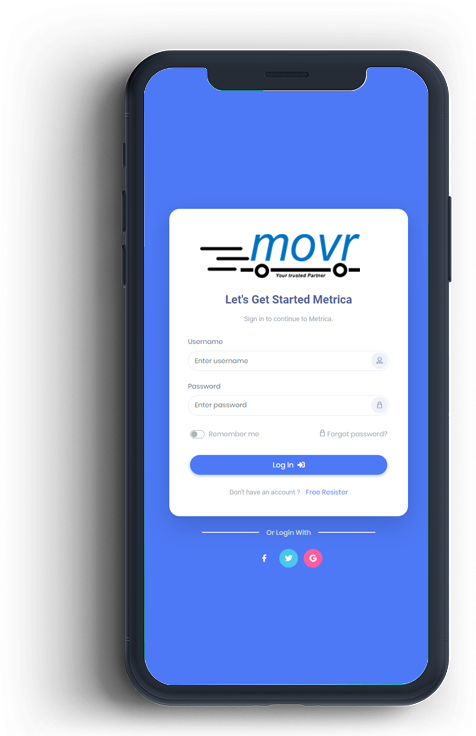 movr
Your trusted Partner
Let's Get Started Metrica
Sign in to continue to Metrica.
Username
Enter username
Password
Enter password
Remember me
Forgot password?
Log In
Don't have an account ? Free Resister
Or Login With